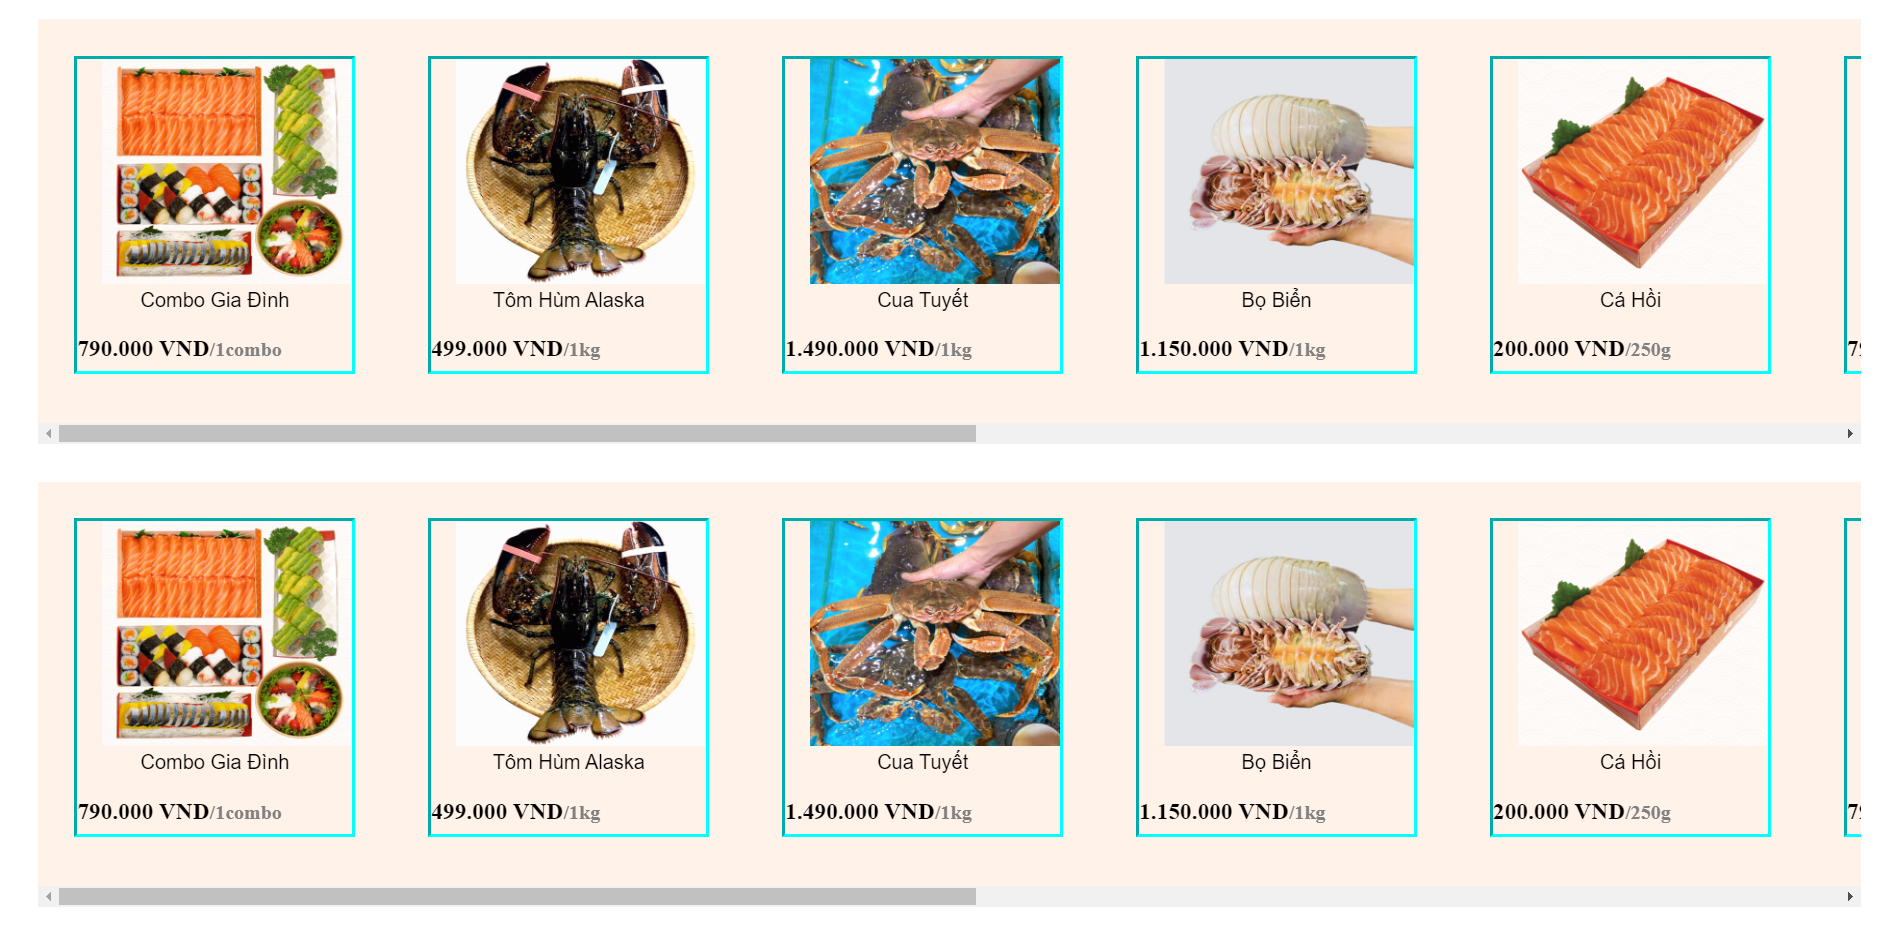 Combo Gia Đình
Tôm Hùm Alaska
Cua Tuyết
Bọ Biển
Cá Hồi
790.000 VND/1combo
499.000 VND/1kg
1.490.000 VND/1kg
1.150.000 VND/1kg
200.000 VND/250g
Combo Gia Đình
Tôm Hùm Alaska
Cua Tuyết
Bọ Biển
Cá Hồi
790.000 VND/1combo
499.000 VND/1kg
1.490.000 VND/1kg
1.150.000 VND/1kg
200.000 VND/250g